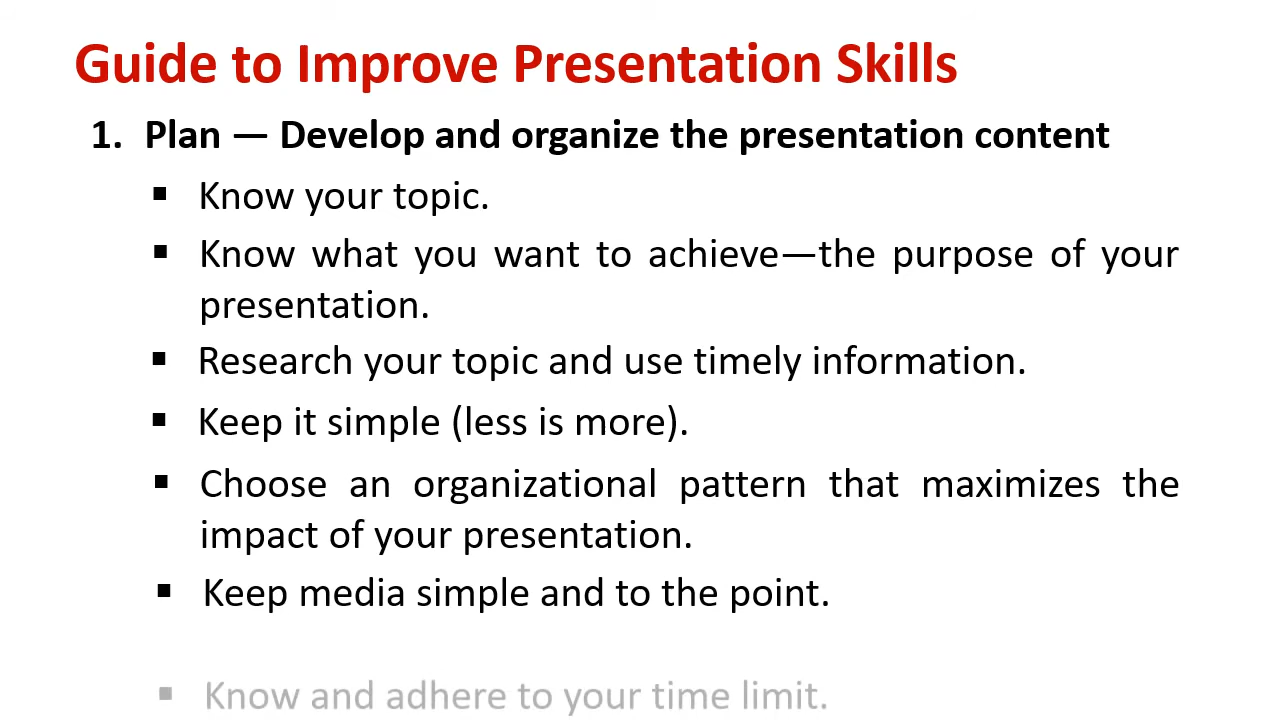 Guide to Improve Presentation Skills
1. Plan — Develop and organize the presentation content
▪ Know your topic.
▪ Know what you want to achieve—the purpose of your
presentation.
▪ Research your topic and use timely information.
▪ Keep it simple (less is more).
▪ Choose an organizational pattern that maximizes the
impact of your presentation.
▪ Keep media simple and to the point.
▪ Know and adhere to your time limit.